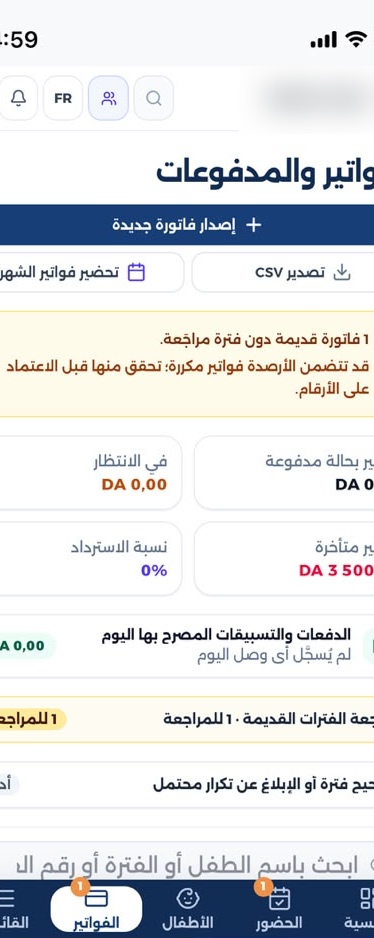 :59
FR
واتير والمدفوعات
+ إصدار فاتورة جديدة
تصدير CSV
تحضير فواتير الشهر
1 فاتورة قديمة دون فترة مراجَعة.
قد تتضمن الأرصدة فواتير مكررة؛ تحقق منها قبل الاعتماد
على الأرقام.
ير بحالة مدفوعة
DA 0
في الانتظار
DA 0,00
ير متأخرة
DA 3 500
نسبة الاسترداد
0%
الدفعات والتسبيقات المصرح بها اليوم
لم يُسجَّل أي وصل اليوم
A 0,00
جعة الفترات القديمة · 1 للمراجعة
1 للمراجع
حيح فترة أو الإبلاغ عن تكرار محتمل
أد
ابحث باسم الطفل أو الفترة أو رقم ال
يسية
1
الحضور
الأطفال
1
الفواتير
القائ